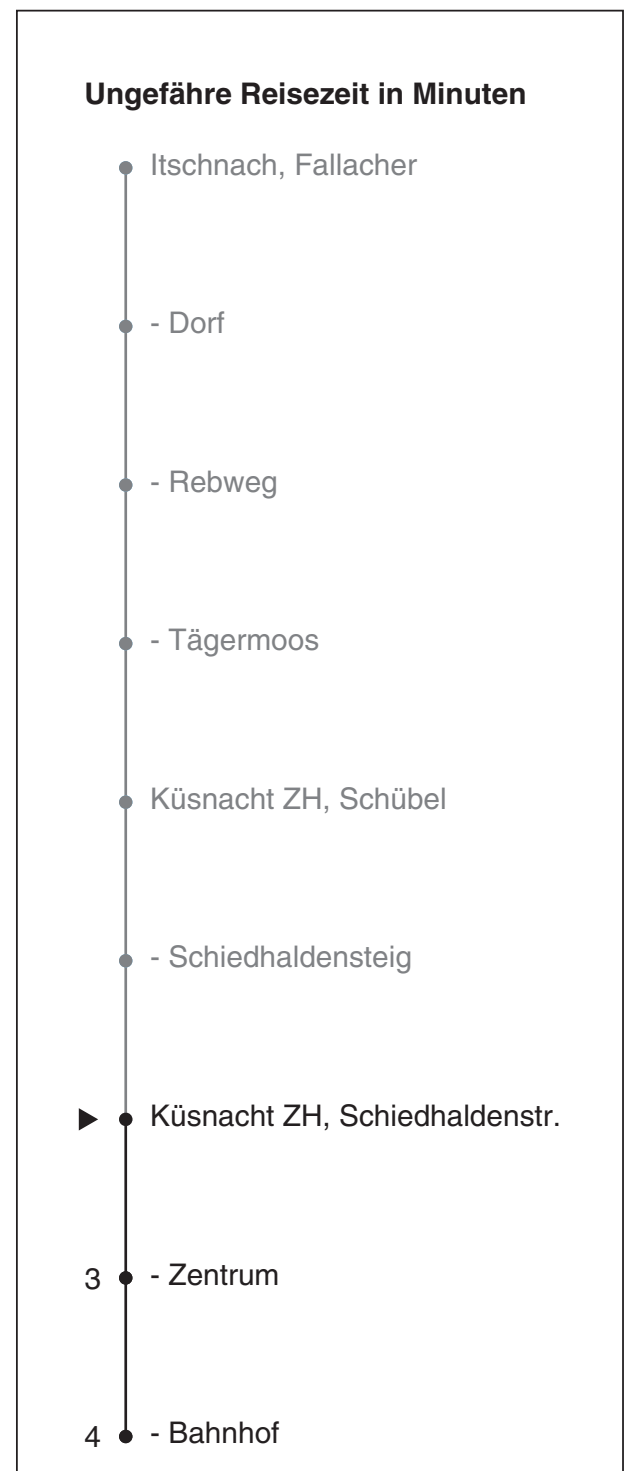 Ungefähre Reisezeit in Minuten
Itschnach, Fallacher
- Dorf
- Rebweg
- Tägermoos
Küsnacht ZH, Schübel
- Schiedhaldensteig
Küsnacht ZH, Schiedhaldenstr.
3 - Zentrum
4 - Bahnhof